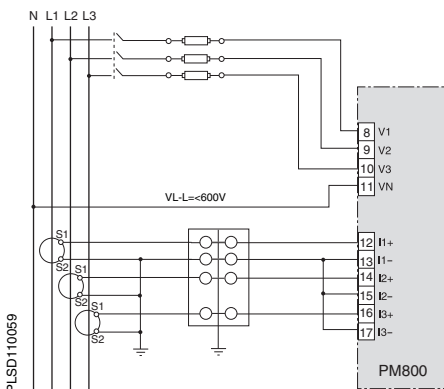 N L1 L2 L3
8 V1
9 V2
10 V3
11 VN
VL-L=<600V
S1
S2
S1
S2
S1
S2
12 I1+
13 I1–
14 I2+
15 I2–
16 I3+
17 I3–
PM800
PLSD110059